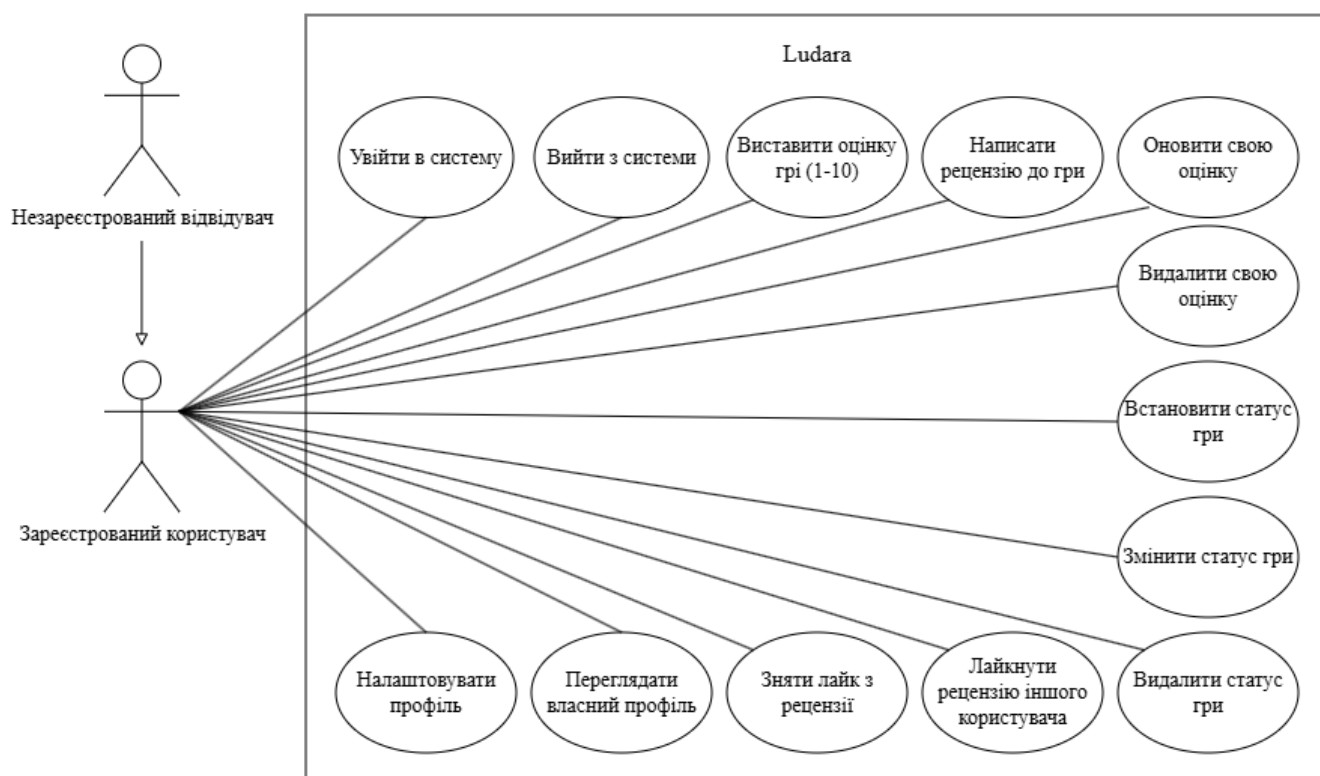 Ludara
Незареєстрований відвідувач
Зареєстрований користувач
Увійти в систему
Вийти з системи
Виставити оцінку
грі (1-10)
Написати
рецензію до гри
Оновити свою
оцінку
Видалити свою
оцінку
Встановити статус
гри
Змінити статус гри
Налаштовувати
профіль
Переглядати
власний профіль
Зняти лайк з
рецензії
Лайкнути
рецензію іншого
користувача
Видалити статус
гри